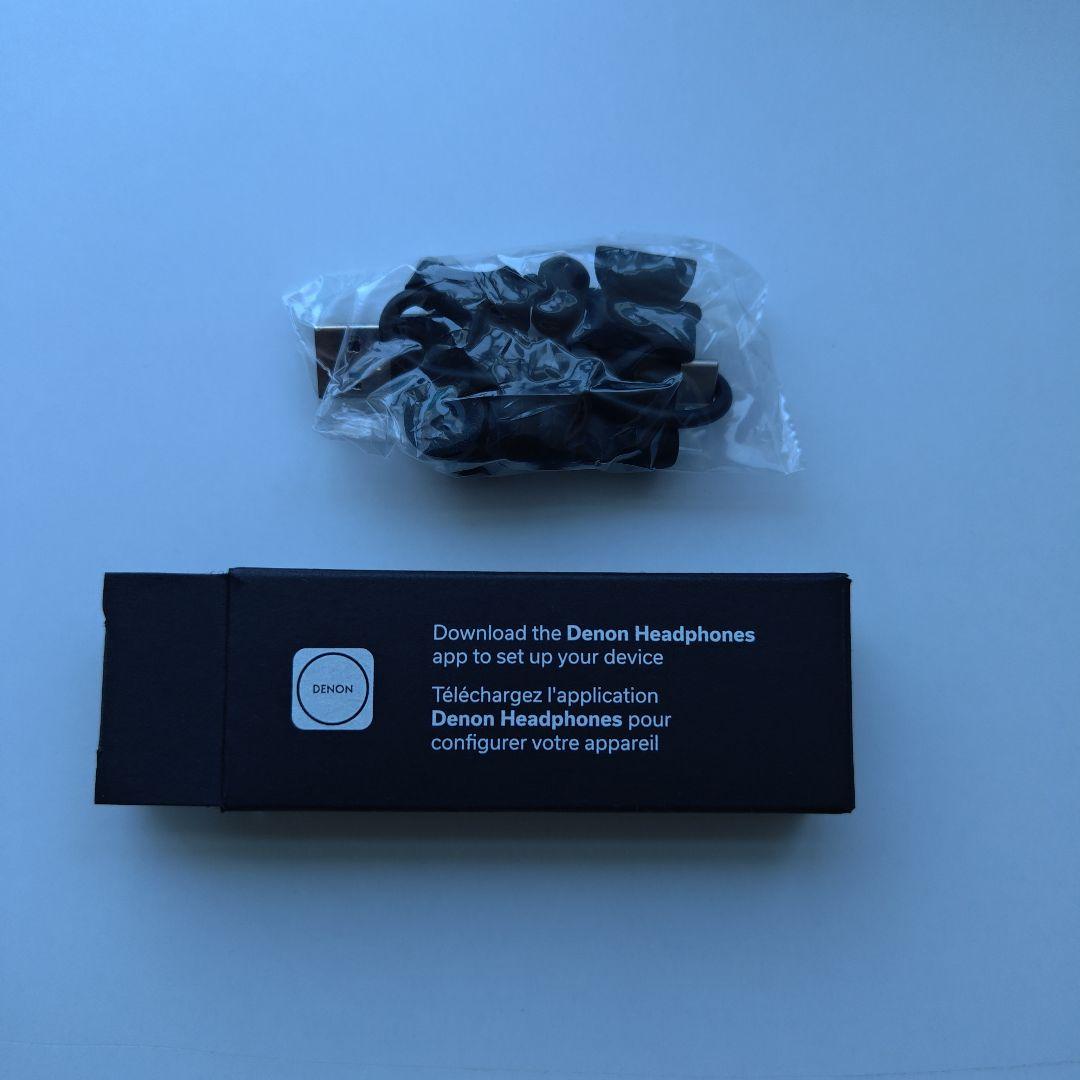 DENON
Download the Denon Headphones
app to set up your device
Téléchargez l'application
Denon Headphones pour
configurer votre appareil